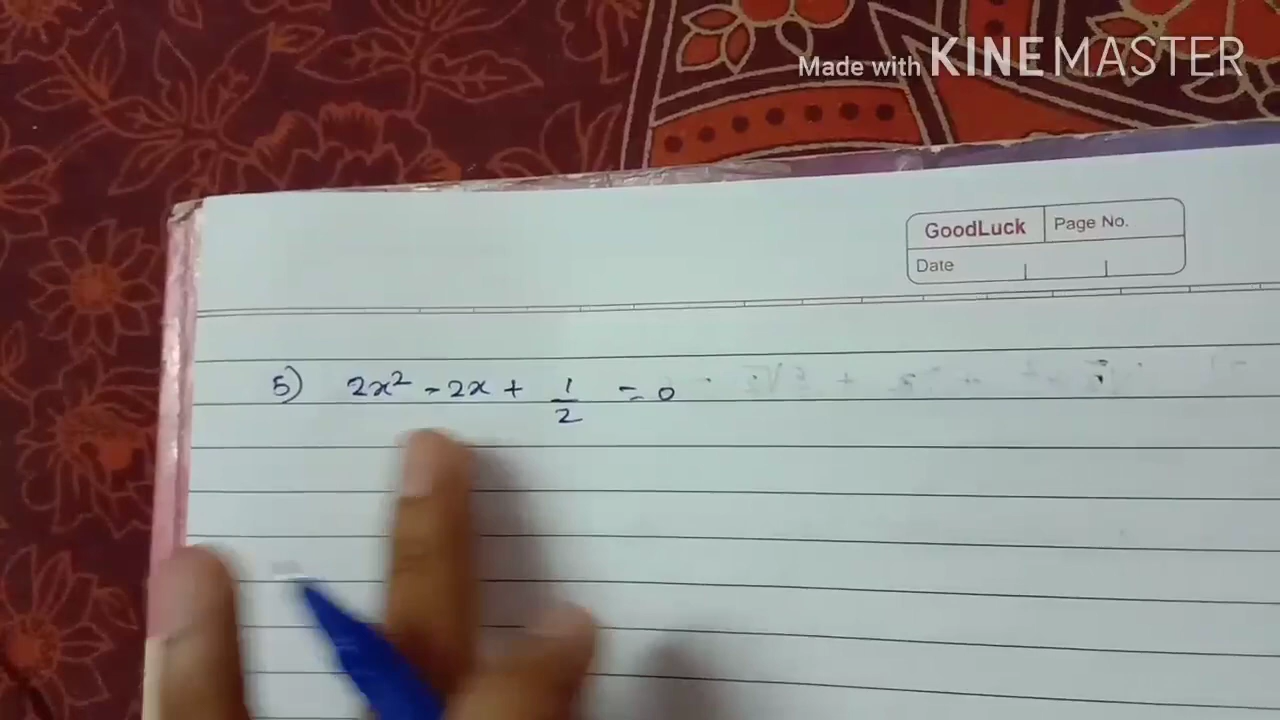 Made with KINEMASTER
GoodLuck Page No.
Date
5) 2x² - 2x + 1/2 = 0